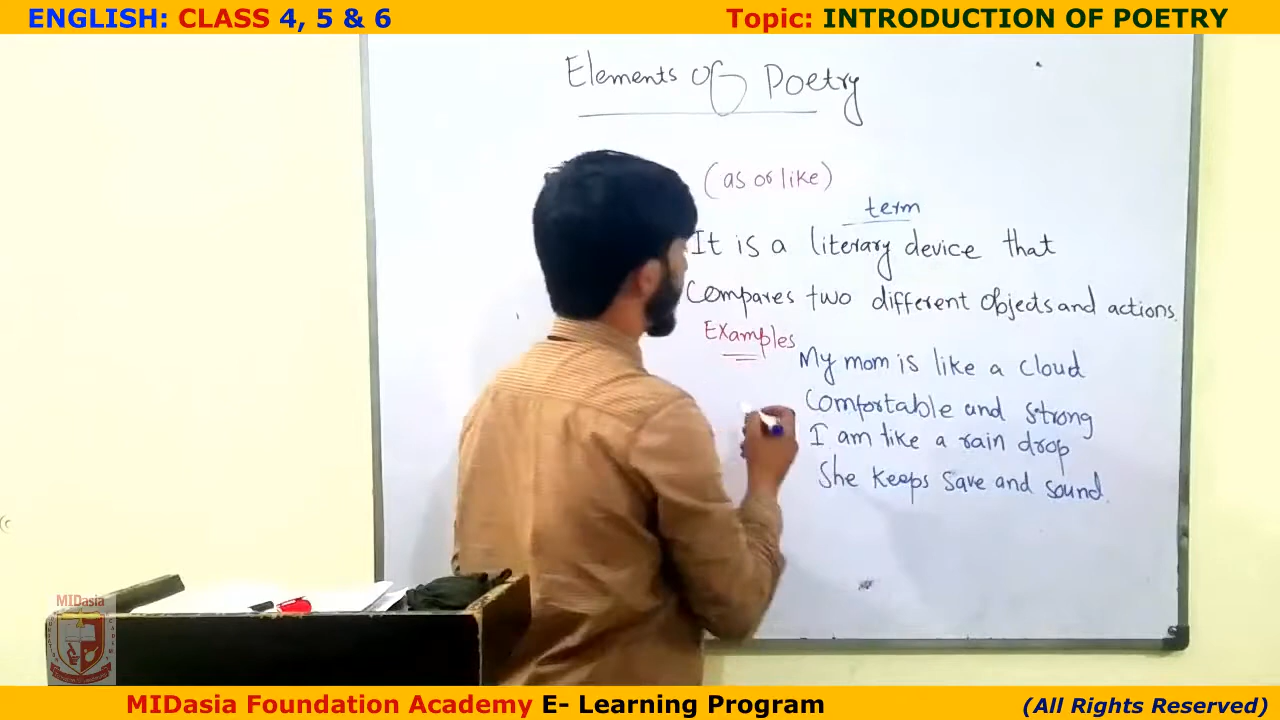 ENGLISH: CLASS 4, 5 & 6
Topic: INTRODUCTION OF POETRY
Elements of Poetry
(as or like)
term
It is a literary device that
Compares two different objects and actions.
Examples
My mom is like a cloud
Comfortable and strong
I am like a rain drop
She keeps save and sound.
MIDasia
MIDasia Foundation Academy E- Learning Program
(All Rights Reserved)